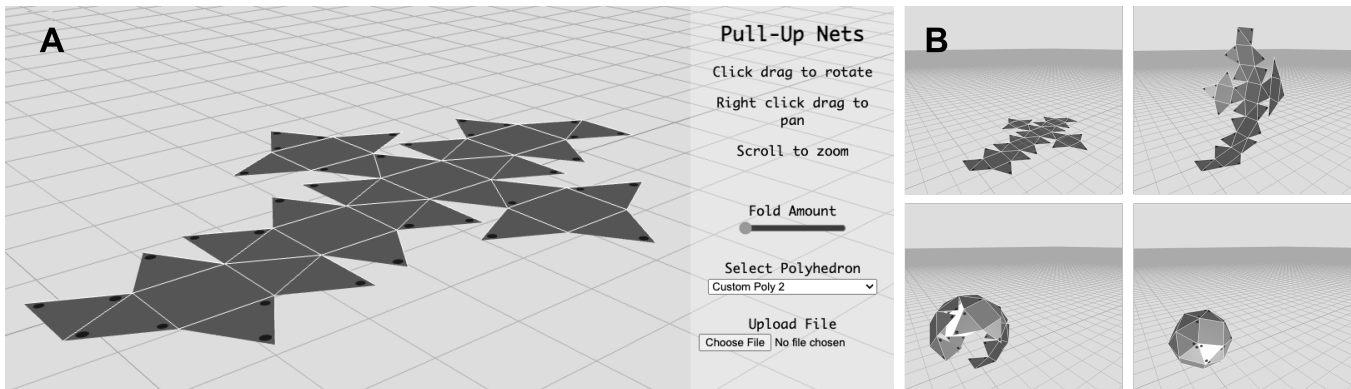 A
Pull-Up Nets
Click drag to rotate
Right click drag to
pan
Scroll to zoom
Fold Amount
Select Polyhedron
Custom Poly 2
Upload File
Choose File No file chosen
B